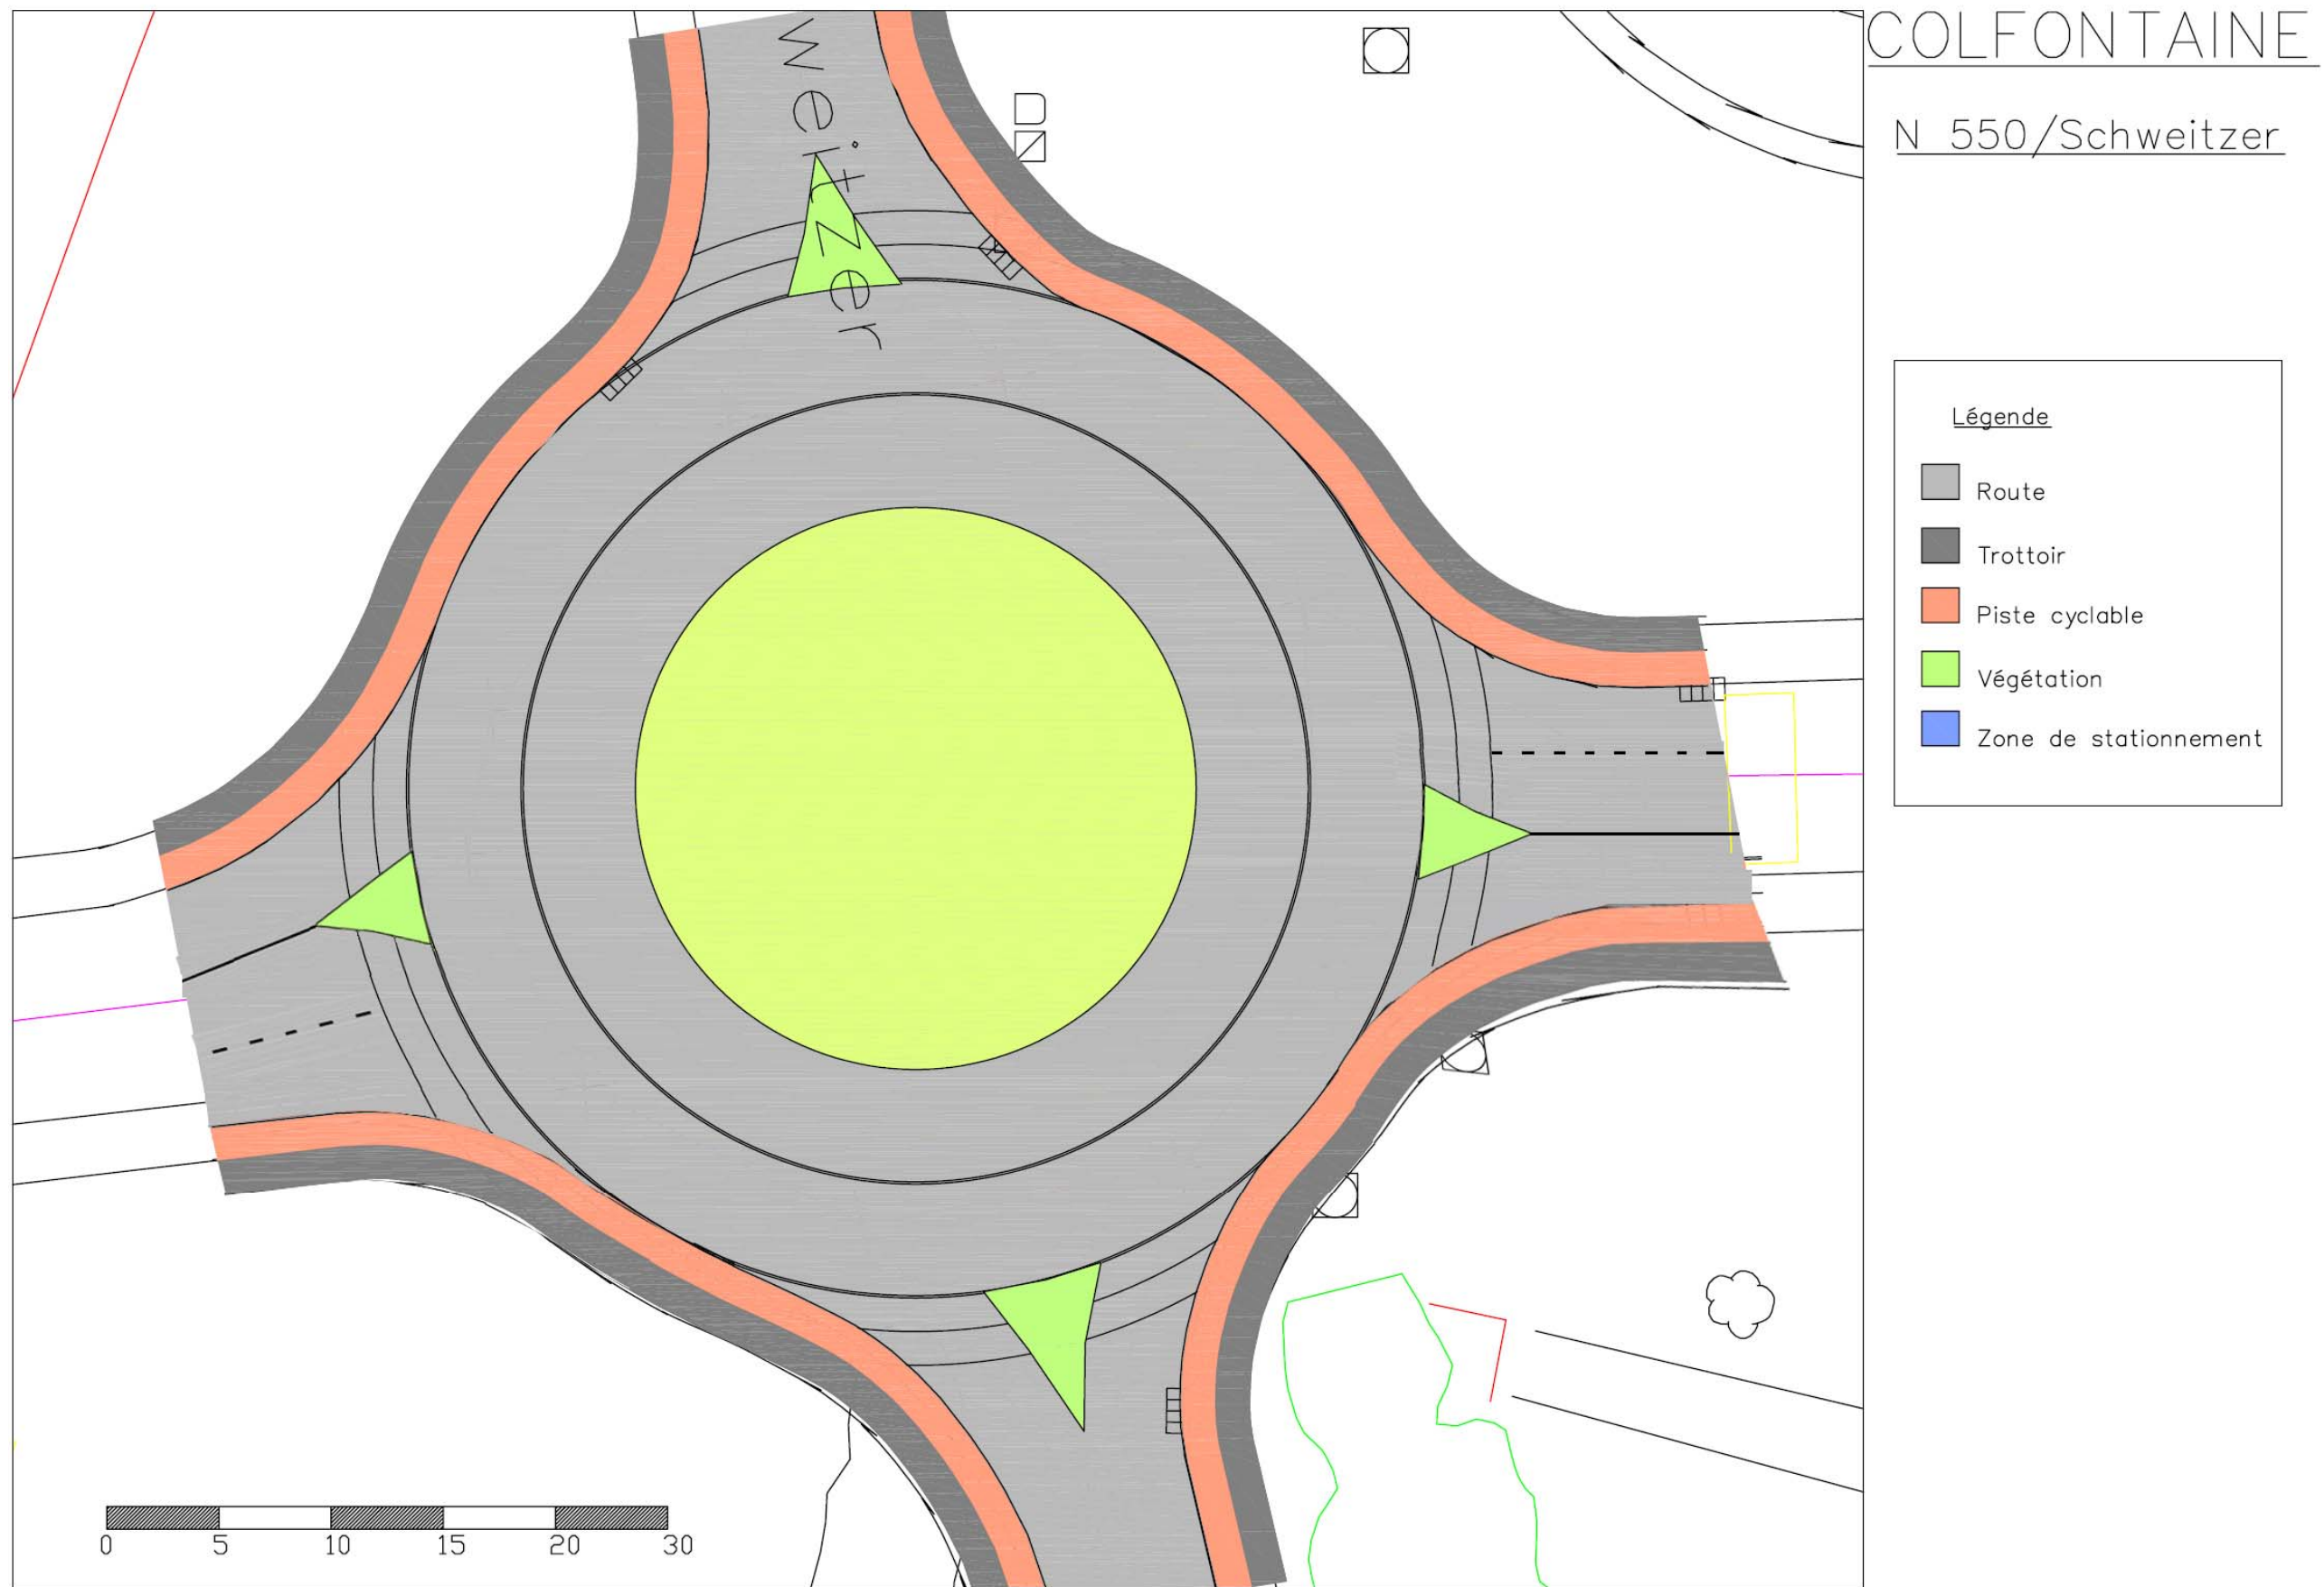 COLFONTAINE
N 550/Schweitzer
weitzer
Légende
Route
Trottoir
Piste cyclable
Végétation
Zone de stationnement
0 5 10 15 20 30